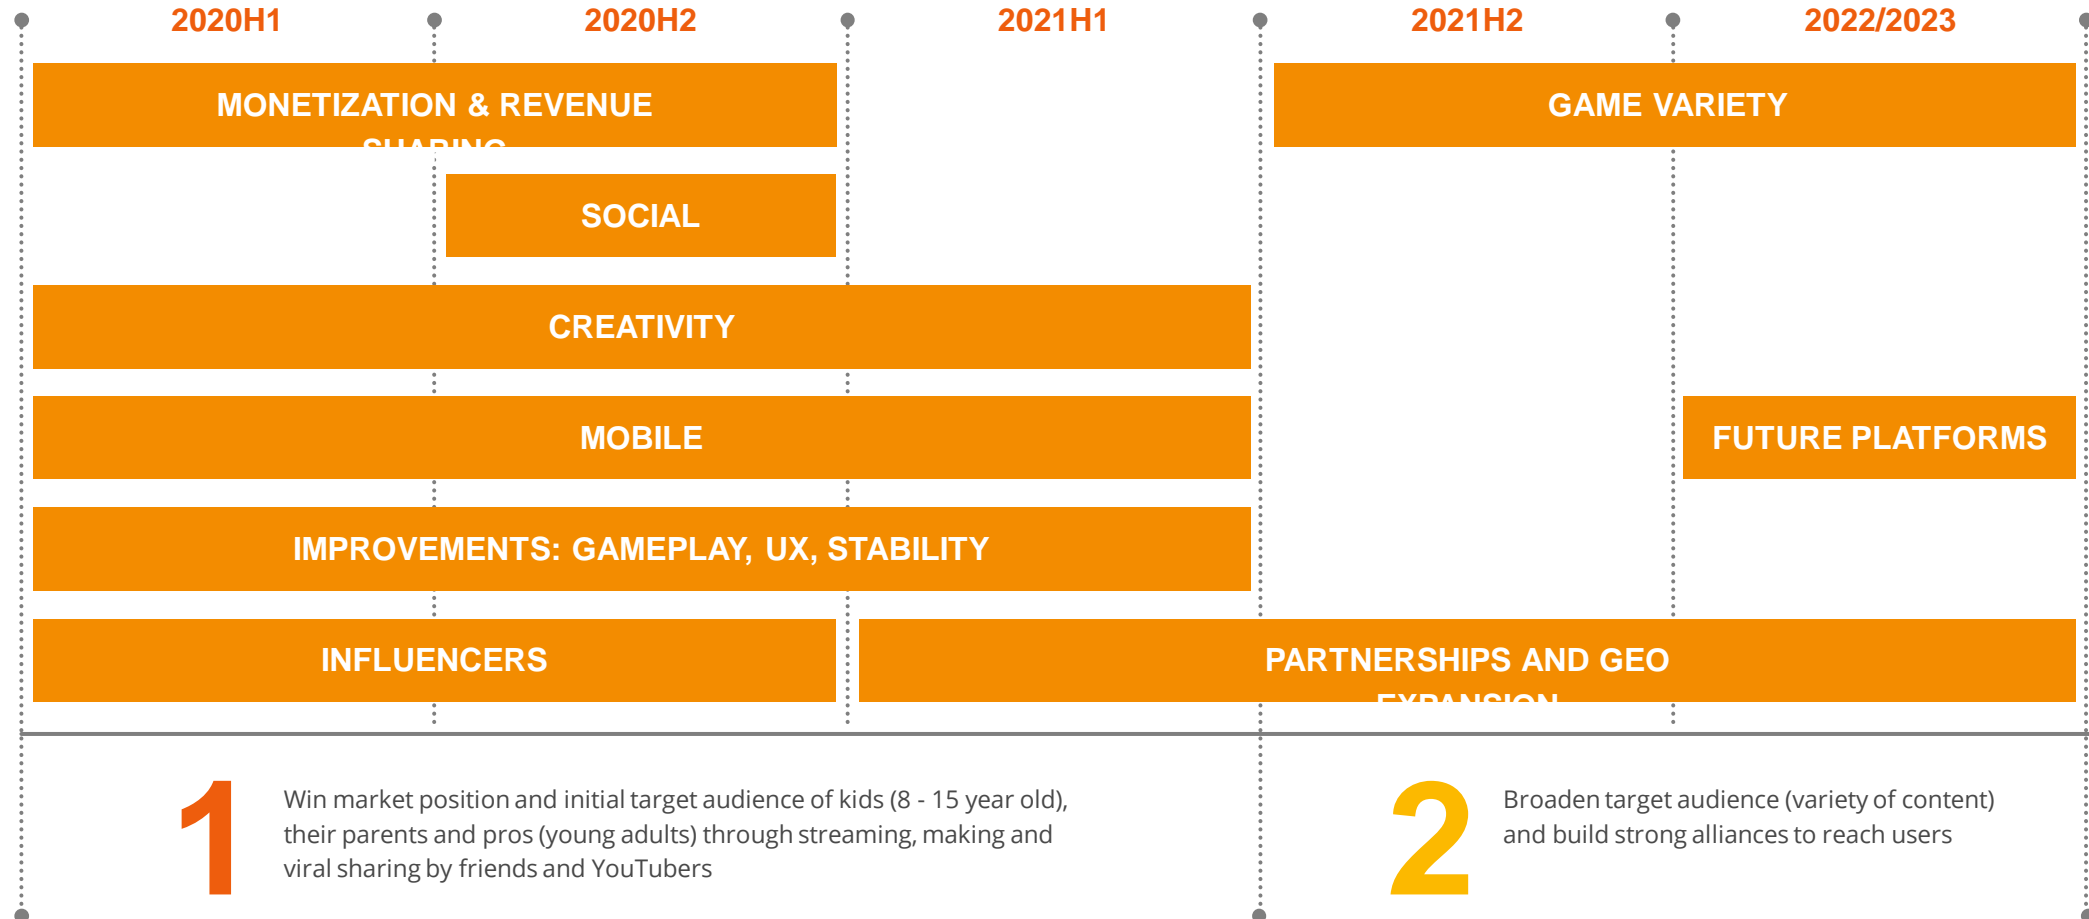 2020H1 2020H2 2021H1 2021H2 2022/2023
MONETIZATION & REVENUE
SHARING
GAME VARIETY
SOCIAL
CREATIVITY
MOBILE
FUTURE PLATFORMS
IMPROVEMENTS: GAMEPLAY, UX, STABILITY
INFLUENCERS
PARTNERSHIPS AND GEO
EXPANSION
1
Win market position and initial target audience of kids (8 - 15 year old),
their parents and pros (young adults) through streaming, making and
viral sharing by friends and YouTubers
2
Broaden target audience (variety of content)
and build strong alliances to reach users